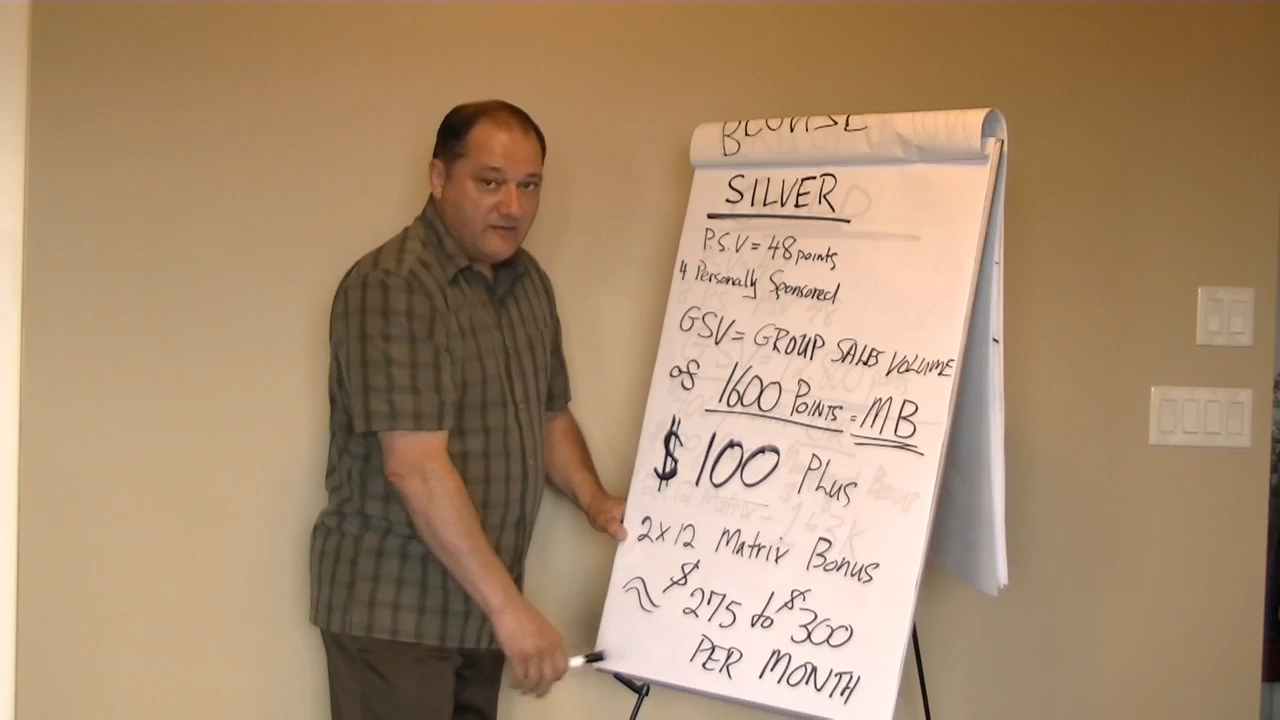 SILVER
P.S.V = 48 points
4 Personally Sponsored
GSV = GROUP SALES VOLUME
of 1600 POINTS = MB
$100 PLUS
2x12 Matrix Bonus
≈ $275 to $300
PER MONTH